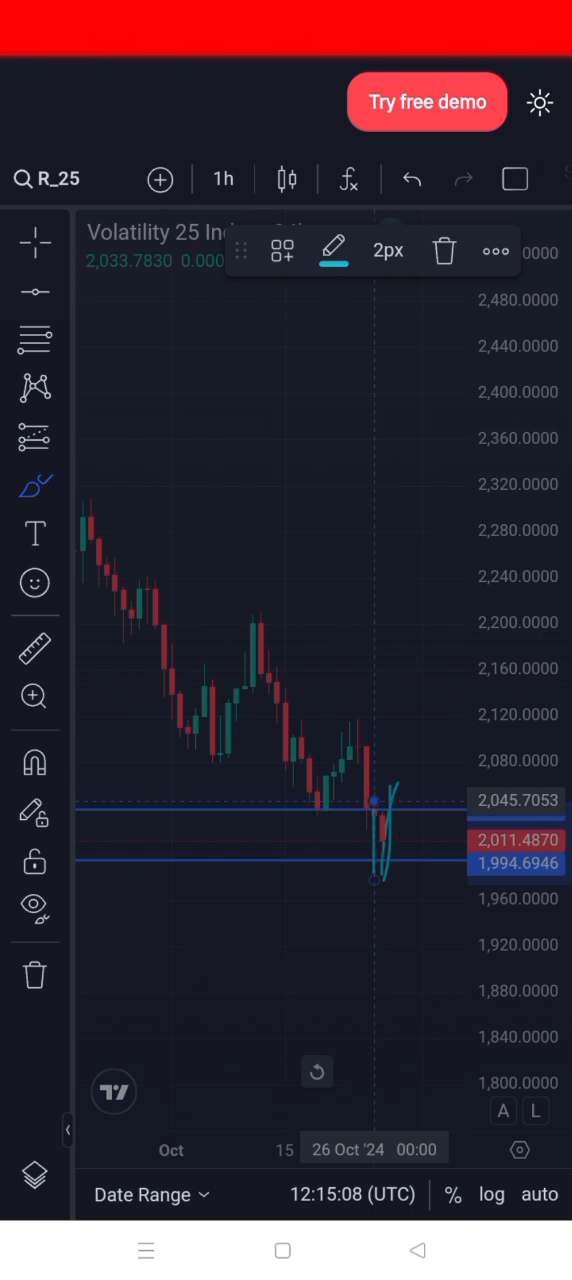 Try free demo
R_25
1h
Volatility 25
2,033.7830 0.000
2px
2,480.0000
2,440.0000
2,400.0000
2,360.0000
2,320.0000
2,280.0000
2,240.0000
2,200.0000
2,160.0000
2,120.0000
2,080.0000
2,045.7053
2,011.4870
1,994.6946
1,960.0000
1,920.0000
1,880.0000
1,840.0000
1,800.0000
A L
Oct
15
26 Oct '24 00:00
Date Range
12:15:08 (UTC)
% log auto